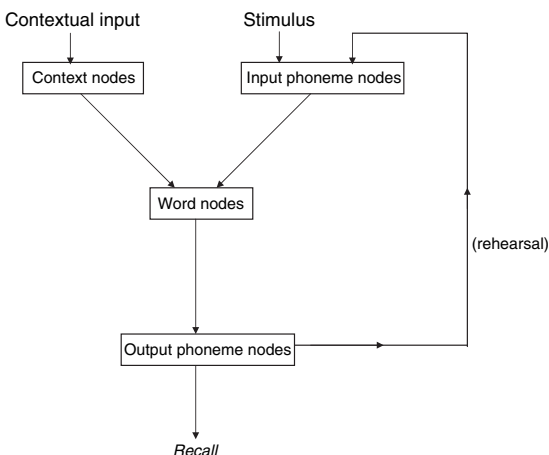 Contextual input
Stimulus
Context nodes
Input phoneme nodes
Word nodes
(rehearsal)
Output phoneme nodes
Recall